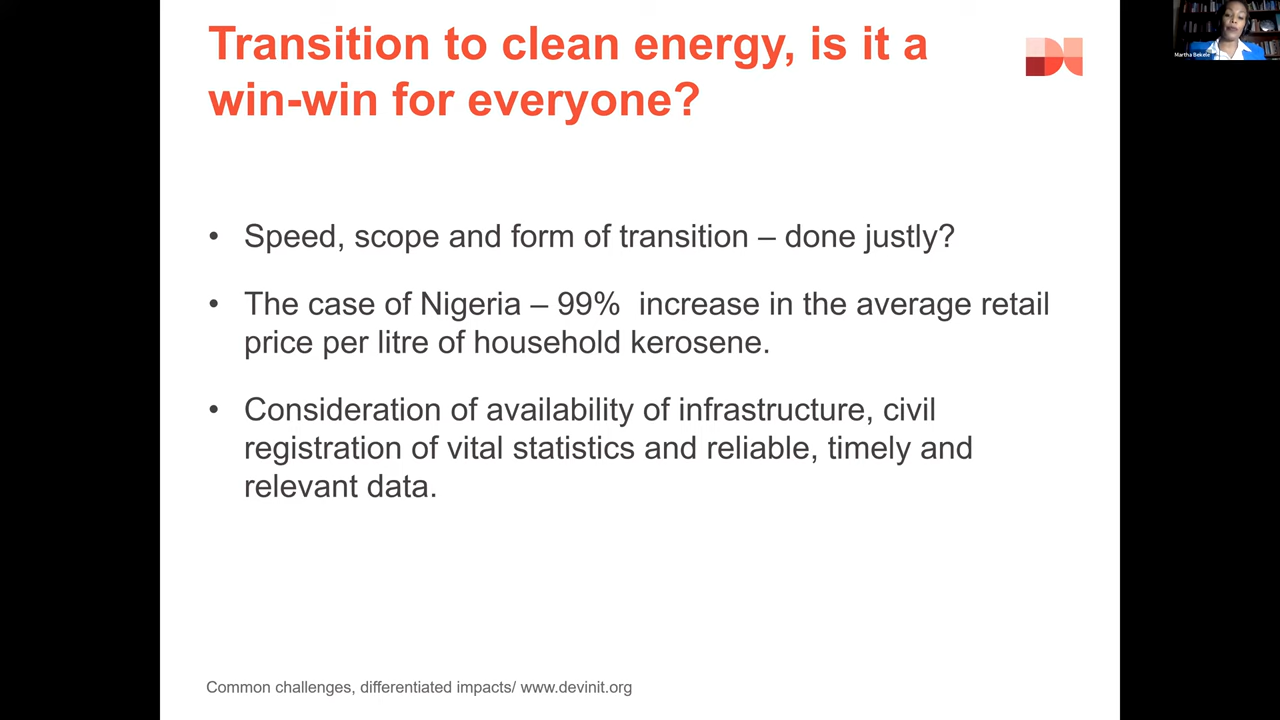 Transition to clean energy, is it a
win-win for everyone?
• Speed, scope and form of transition – done justly?
• The case of Nigeria – 99%  increase in the average retail
price per litre of household kerosene.
• Consideration of availability of infrastructure, civil
registration of vital statistics and reliable, timely and
relevant data.
Common challenges, differentiated impacts/ www.devinit.org
Martha Bekele